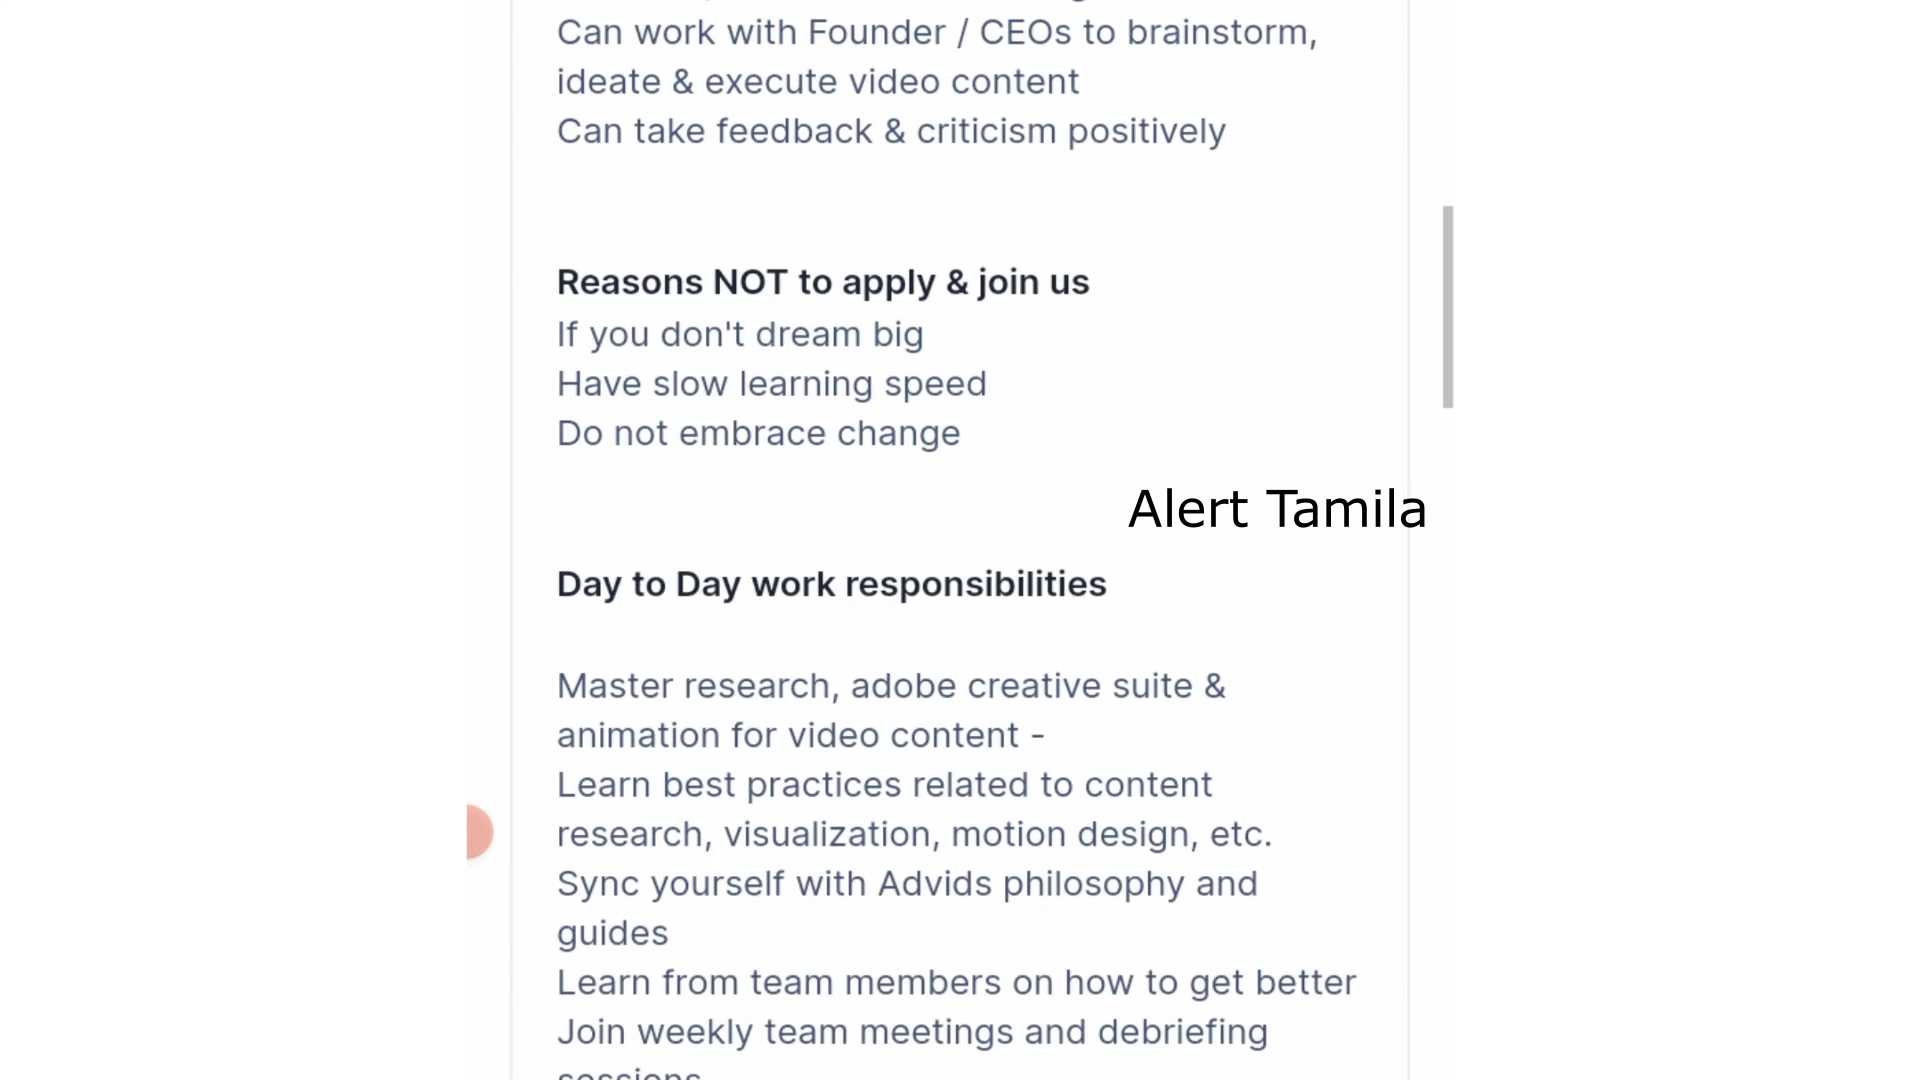 Can work with Founder / CEOs to brainstorm,
ideate & execute video content
Can take feedback & criticism positively
Reasons NOT to apply & join us
If you don't dream big
Have slow learning speed
Do not embrace change
Alert Tamila
Day to Day work responsibilities
Master research, adobe creative suite &
animation for video content -
Learn best practices related to content
research, visualization, motion design, etc.
Sync yourself with Advids philosophy and
guides
Learn from team members on how to get better
Join weekly team meetings and debriefing
sessions